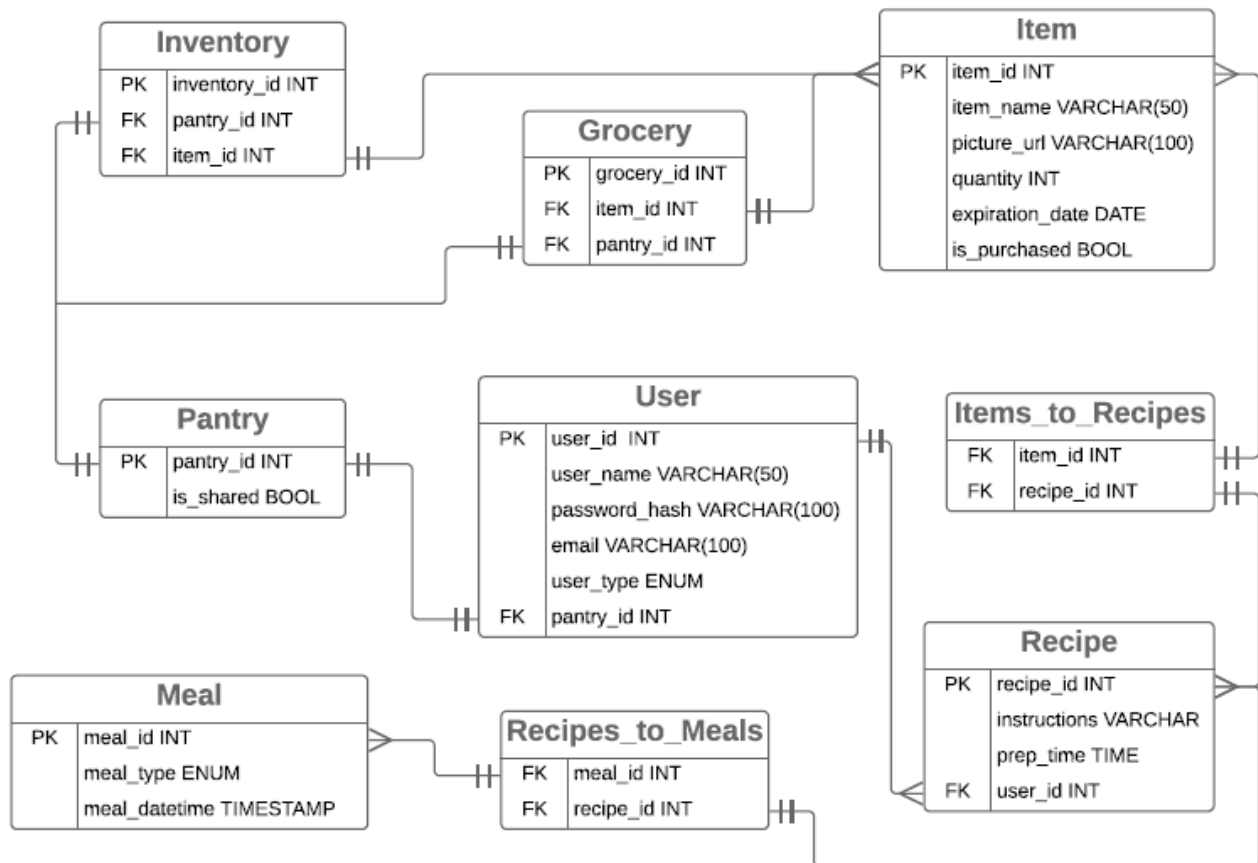 Inventory
PK inventory_id INT
FK pantry_id INT
FK item_id INT
Grocery
PK grocery_id INT
FK item_id INT
FK pantry_id INT
Item
PK item_id INT
item_name VARCHAR(50)
picture_url VARCHAR(100)
quantity INT
expiration_date DATE
is_purchased BOOL
Pantry
PK pantry_id INT
is_shared BOOL
User
PK user_id INT
user_name VARCHAR(50)
password_hash VARCHAR(100)
email VARCHAR(100)
user_type ENUM
FK pantry_id INT
Items_to_Recipes
FK item_id INT
FK recipe_id INT
Meal
PK meal_id INT
meal_type ENUM
meal_datetime TIMESTAMP
Recipes_to_Meals
FK meal_id INT
FK recipe_id INT
Recipe
PK recipe_id INT
instructions VARCHAR
prep_time TIME
FK user_id INT